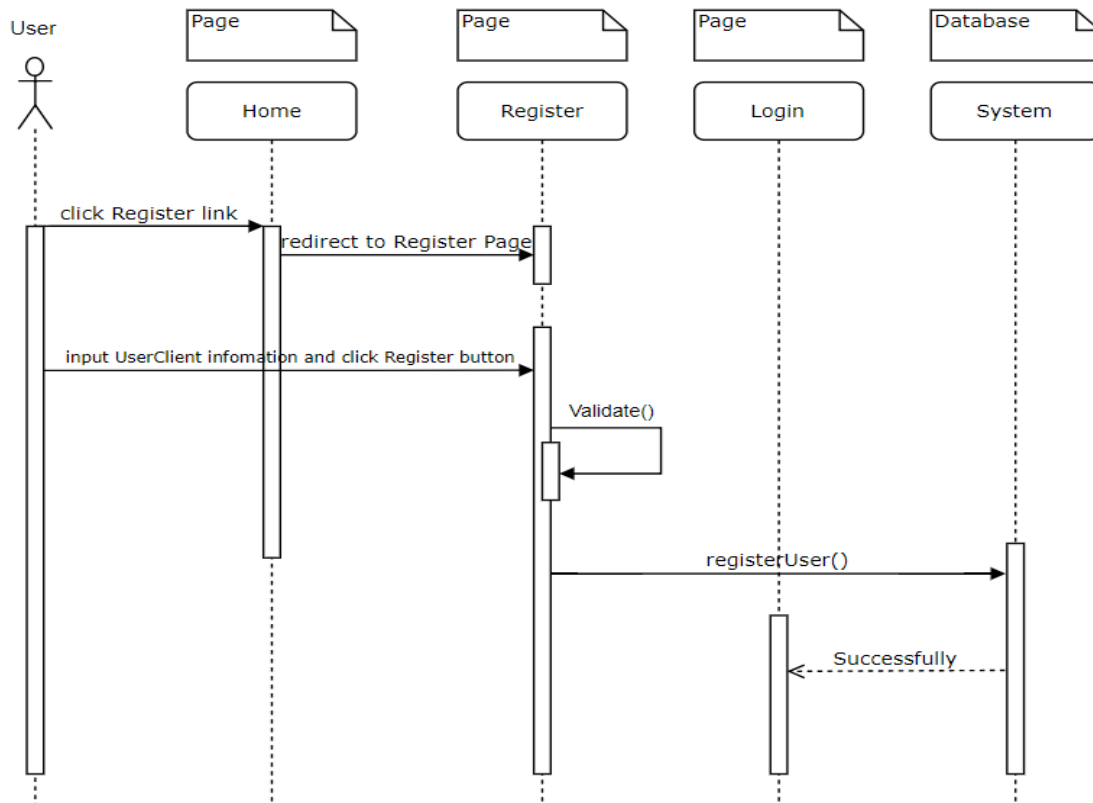 User
Page
Page
Page
Database
Home
Register
Login
System
click Register link
redirect to Register Page
input UserClient infomation and click Register button
Validate()
registerUser()
Successfully